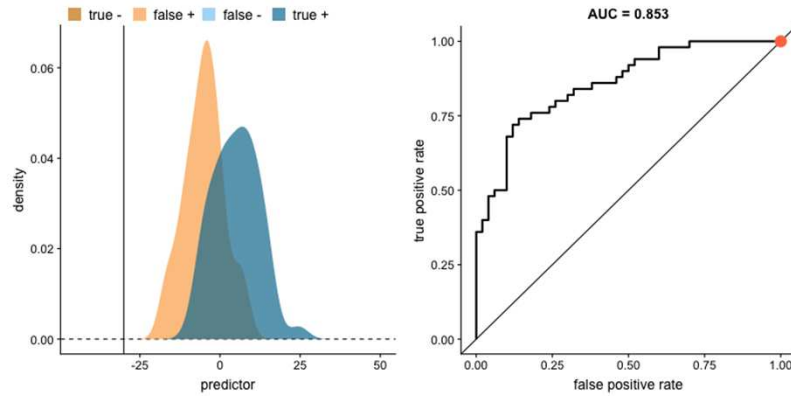 true - false + false - true +
0.06
0.04
0.02
0.00
density
-25 0 25 50
predictor
AUC = 0.853
1.00
0.75
0.50
0.25
0.00
true positive rate
0.00 0.25 0.50 0.75 1.00
false positive rate